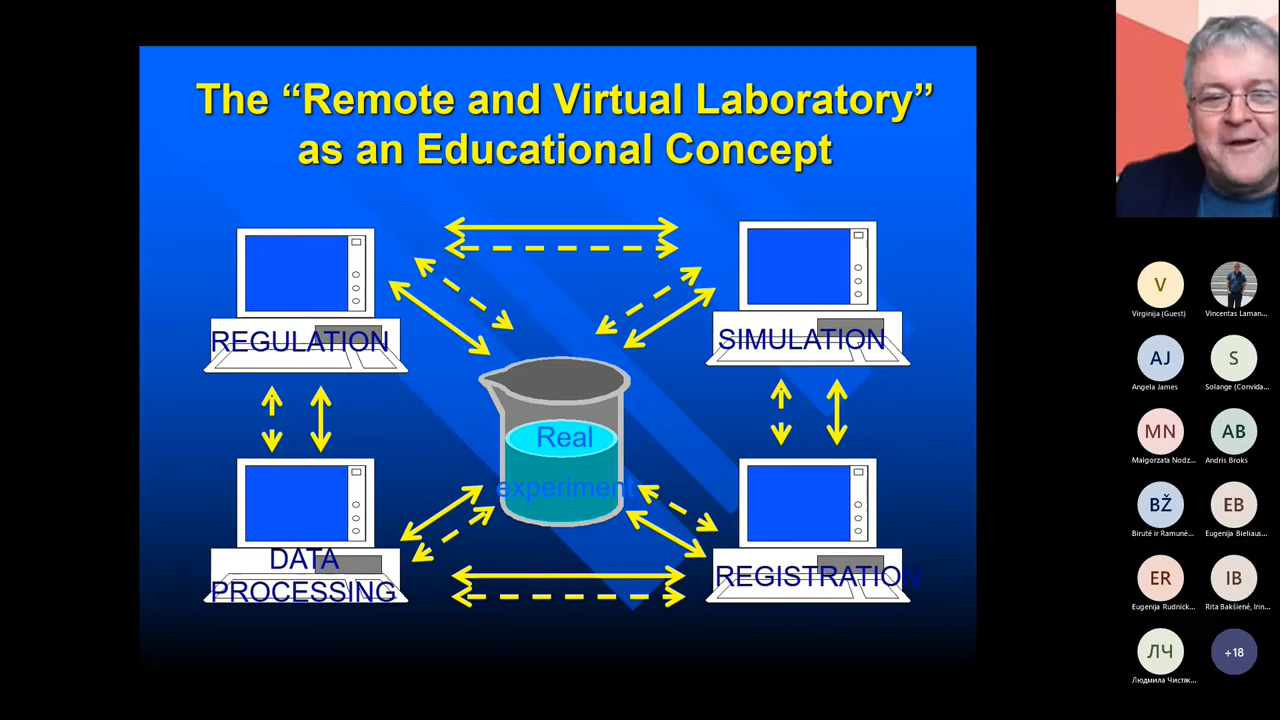 The “Remote and Virtual Laboratory”
as an Educational Concept
REGULATION
SIMULATION
Real
experiment
DATA
PROCESSING
REGISTRATION
V
Virginija (Guest)
Vincentas Laman...
AJ
Angela James
S
Solange (Convida...
MN
Małgorzata Nodz...
AB
Andris Broks
BŽ
Birutė ir Ramunė...
EB
Eugenija Bieliaus...
ER
Eugenija Rudnick...
IB
Rita Bakšienė, Irin...
ЛЧ
Людмила Чистяк...
+18